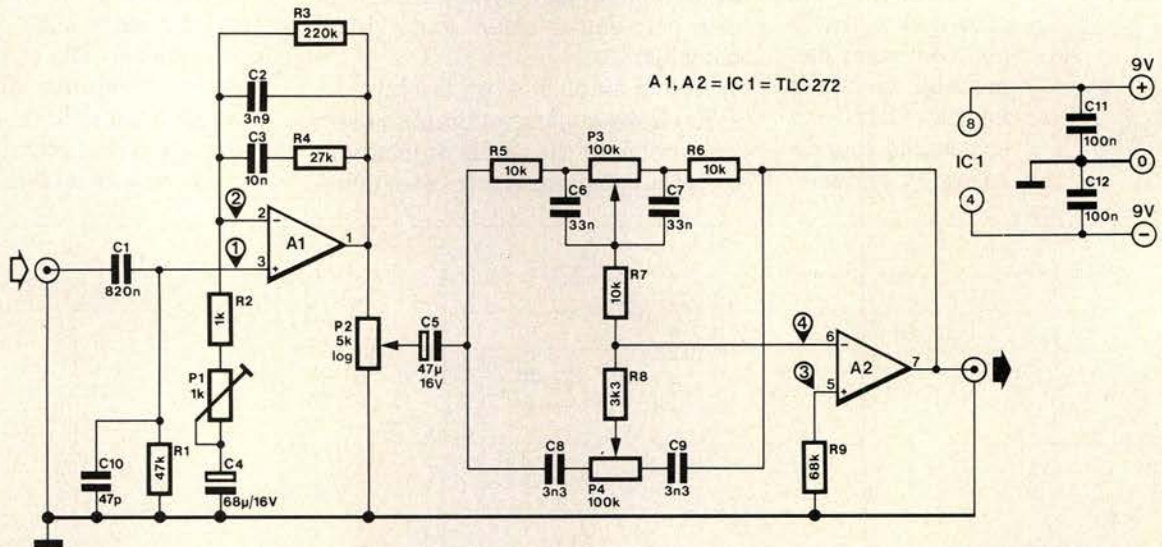 R3
220k
C2
3n9
C3
10n
R4
27k
2
2
1
3
A1
1
C1
820n
R2
1k
P1
1k
C10
47p
R1
47k
C4
68µ/16V
P2
5k
log
C5
47µ
16V
A1, A2 = IC1 = TLC272
R5
10k
P3
100k
R6
10k
C6
33n
C7
33n
R7
10k
R8
3k3
C8
3n3
P4
100k
C9
3n3
4
6
3
5
A2
7
R9
68k
9V
8
C11
100n
IC1
0
4
C12
100n
9V